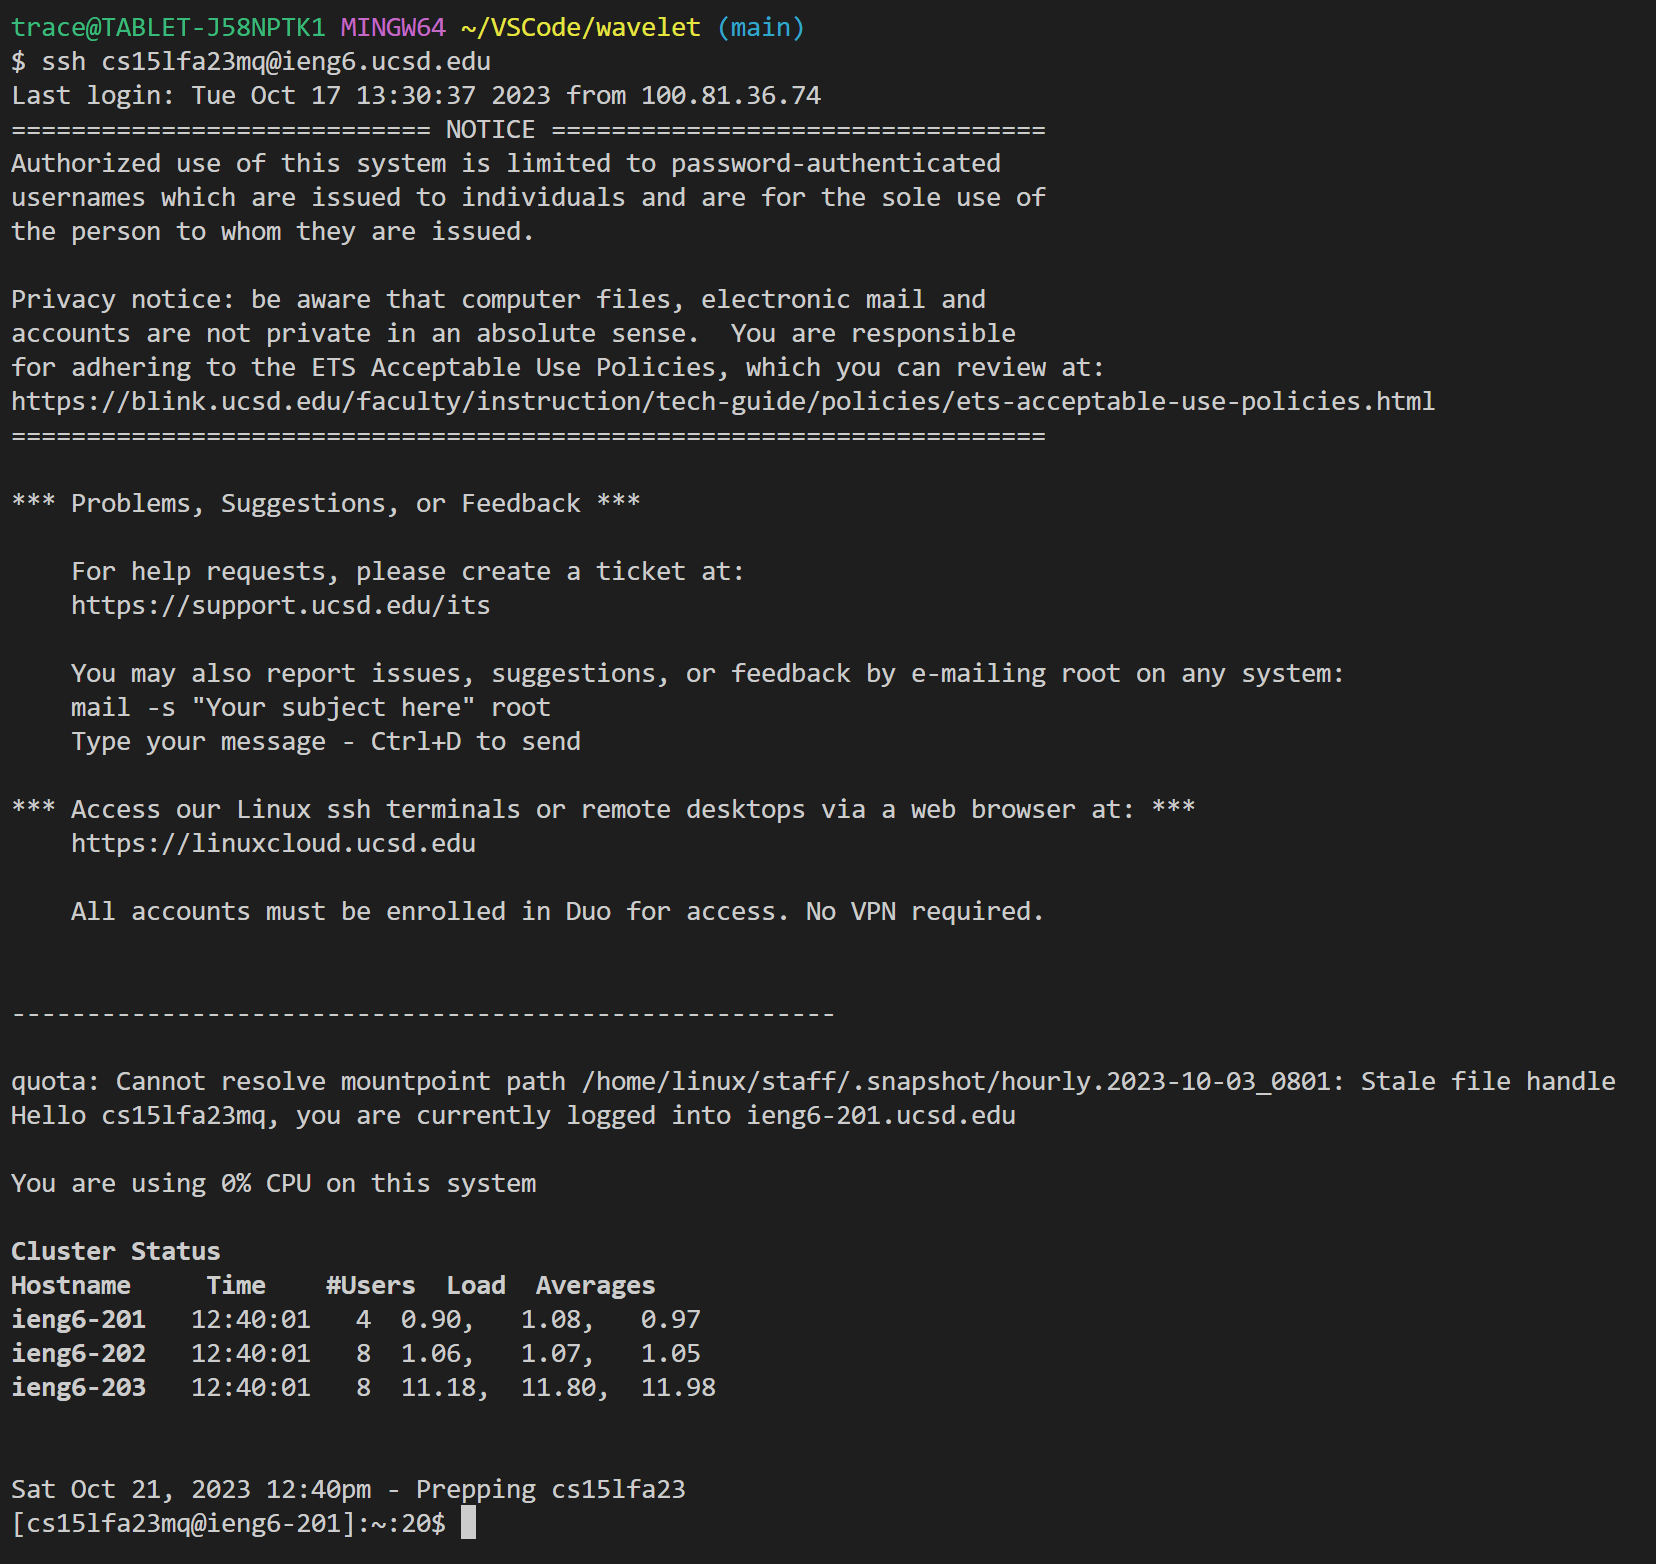 trace@TABLET-J58NPTK1 MINGW64 ~/VSCode/wavelet (main)
$ ssh cs15lfa23mq@ieng6.ucsd.edu
Last login: Tue Oct 17 13:30:37 2023 from 100.81.36.74
============================ NOTICE =================================
Authorized use of this system is limited to password-authenticated
usernames which are issued to individuals and are for the sole use of
the person to whom they are issued.

Privacy notice: be aware that computer files, electronic mail and
accounts are not private in an absolute sense.  You are responsible
for adhering to the ETS Acceptable Use Policies, which you can review at:
https://blink.ucsd.edu/faculty/instruction/tech-guide/policies/ets-acceptable-use-policies.html
=====================================================================

*** Problems, Suggestions, or Feedback ***

    For help requests, please create a ticket at:
    https://support.ucsd.edu/its

    You may also report issues, suggestions, or feedback by e-mailing root on any system:
    mail -s "Your subject here" root
    Type your message - Ctrl+D to send

*** Access our Linux ssh terminals or remote desktops via a web browser at: ***
    https://linuxcloud.ucsd.edu

    All accounts must be enrolled in Duo for access. No VPN required.


-------------------------------------------------------

quota: Cannot resolve mountpoint path /home/linux/staff/.snapshot/hourly.2023-10-03_0801: Stale file handle
Hello cs15lfa23mq, you are currently logged into ieng6-201.ucsd.edu

You are using 0% CPU on this system

Cluster Status
Hostname     Time    #Users  Load  Averages
ieng6-201   12:40:01   4  0.90,   1.08,   0.97
ieng6-202   12:40:01   8  1.06,   1.07,   1.05
ieng6-203   12:40:01   8  11.18,  11.80,  11.98


Sat Oct 21, 2023 12:40pm - Prepping cs15lfa23
[cs15lfa23mq@ieng6-201]:~:20$